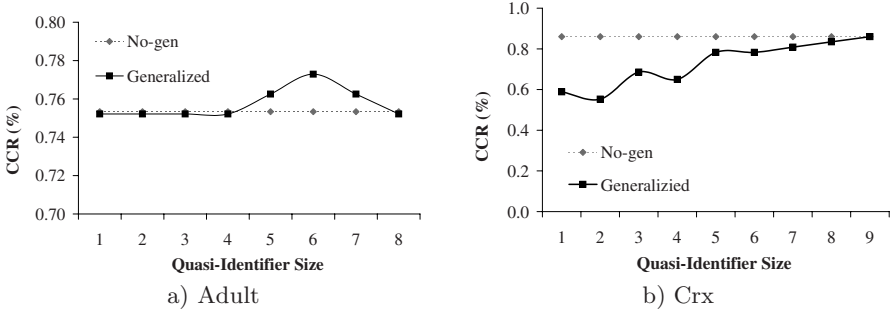 0.80
0.78
0.76
0.74
0.72
0.70
CCR (%)
No-gen
Generalized
1 2 3 4 5 6 7 8
Quasi-Identifier Size
a) Adult
1.0
0.8
0.6
0.4
0.2
0.0
CCR (%)
No-gen
Generalizied
1 2 3 4 5 6 7 8 9
Quasi-Identifier Size
b) Crx